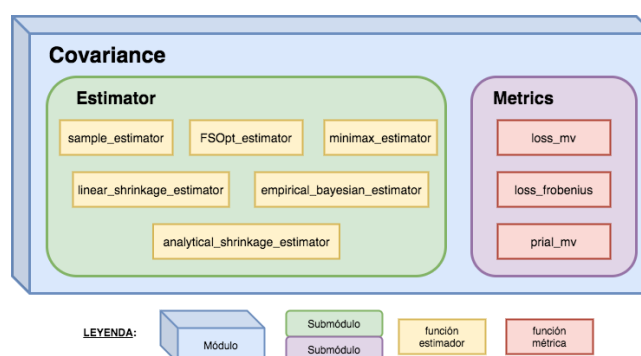 Covariance
Estimator
Metrics
sample_estimator
FSOpt_estimator
minimax_estimator
loss_mv
linear_shrinkage_estimator
empirical_bayesian_estimator
loss_frobenius
analytical_shrinkage_estimator
prial_mv
LEYENDA:
Módulo
Submódulo
Submódulo
función
estimador
función
métrica